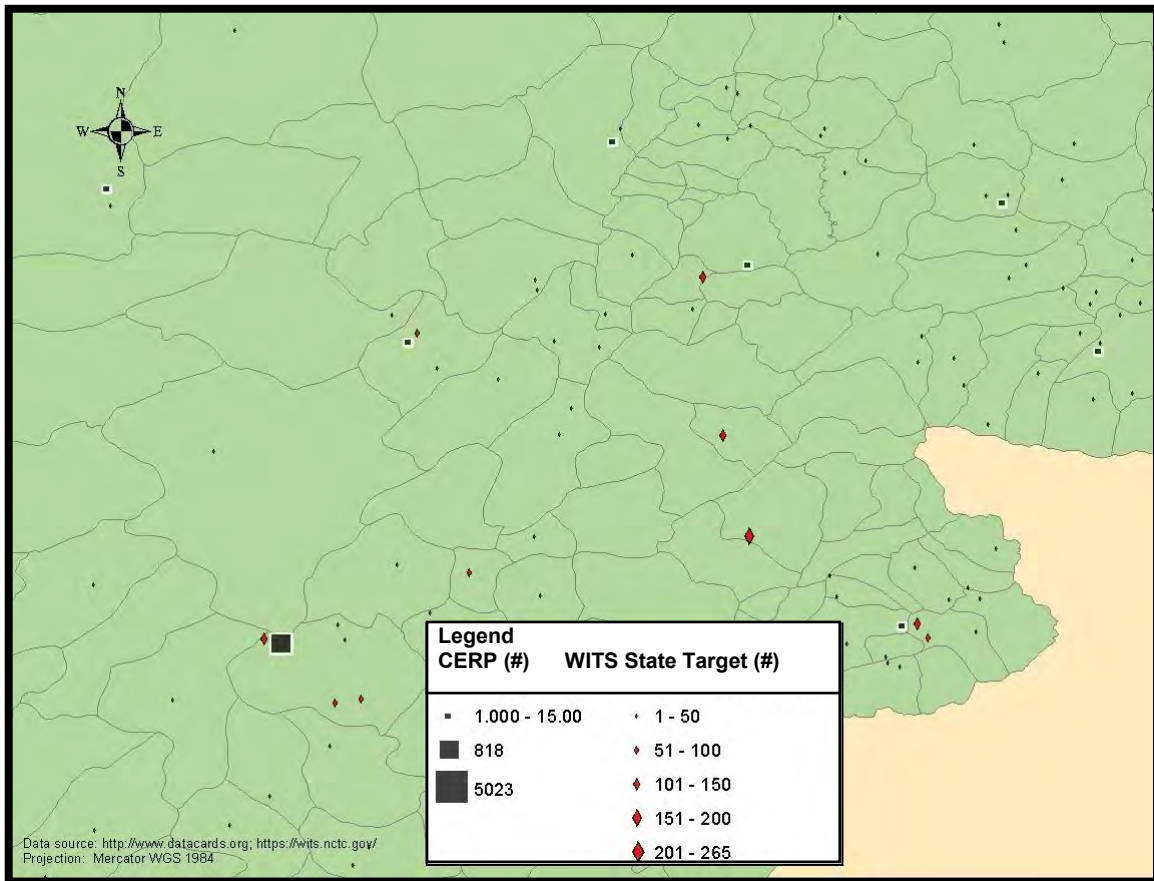 N
W E
S
Legend
CERP (#) WITS State Target (#)
1.000 - 15.00 1 - 50
818 51 - 100
5023 101 - 150
151 - 200
201 - 265
Data source: http://www.datacards.org; https://wits.nctc.gov/
Projection: Mercator WGS 1984